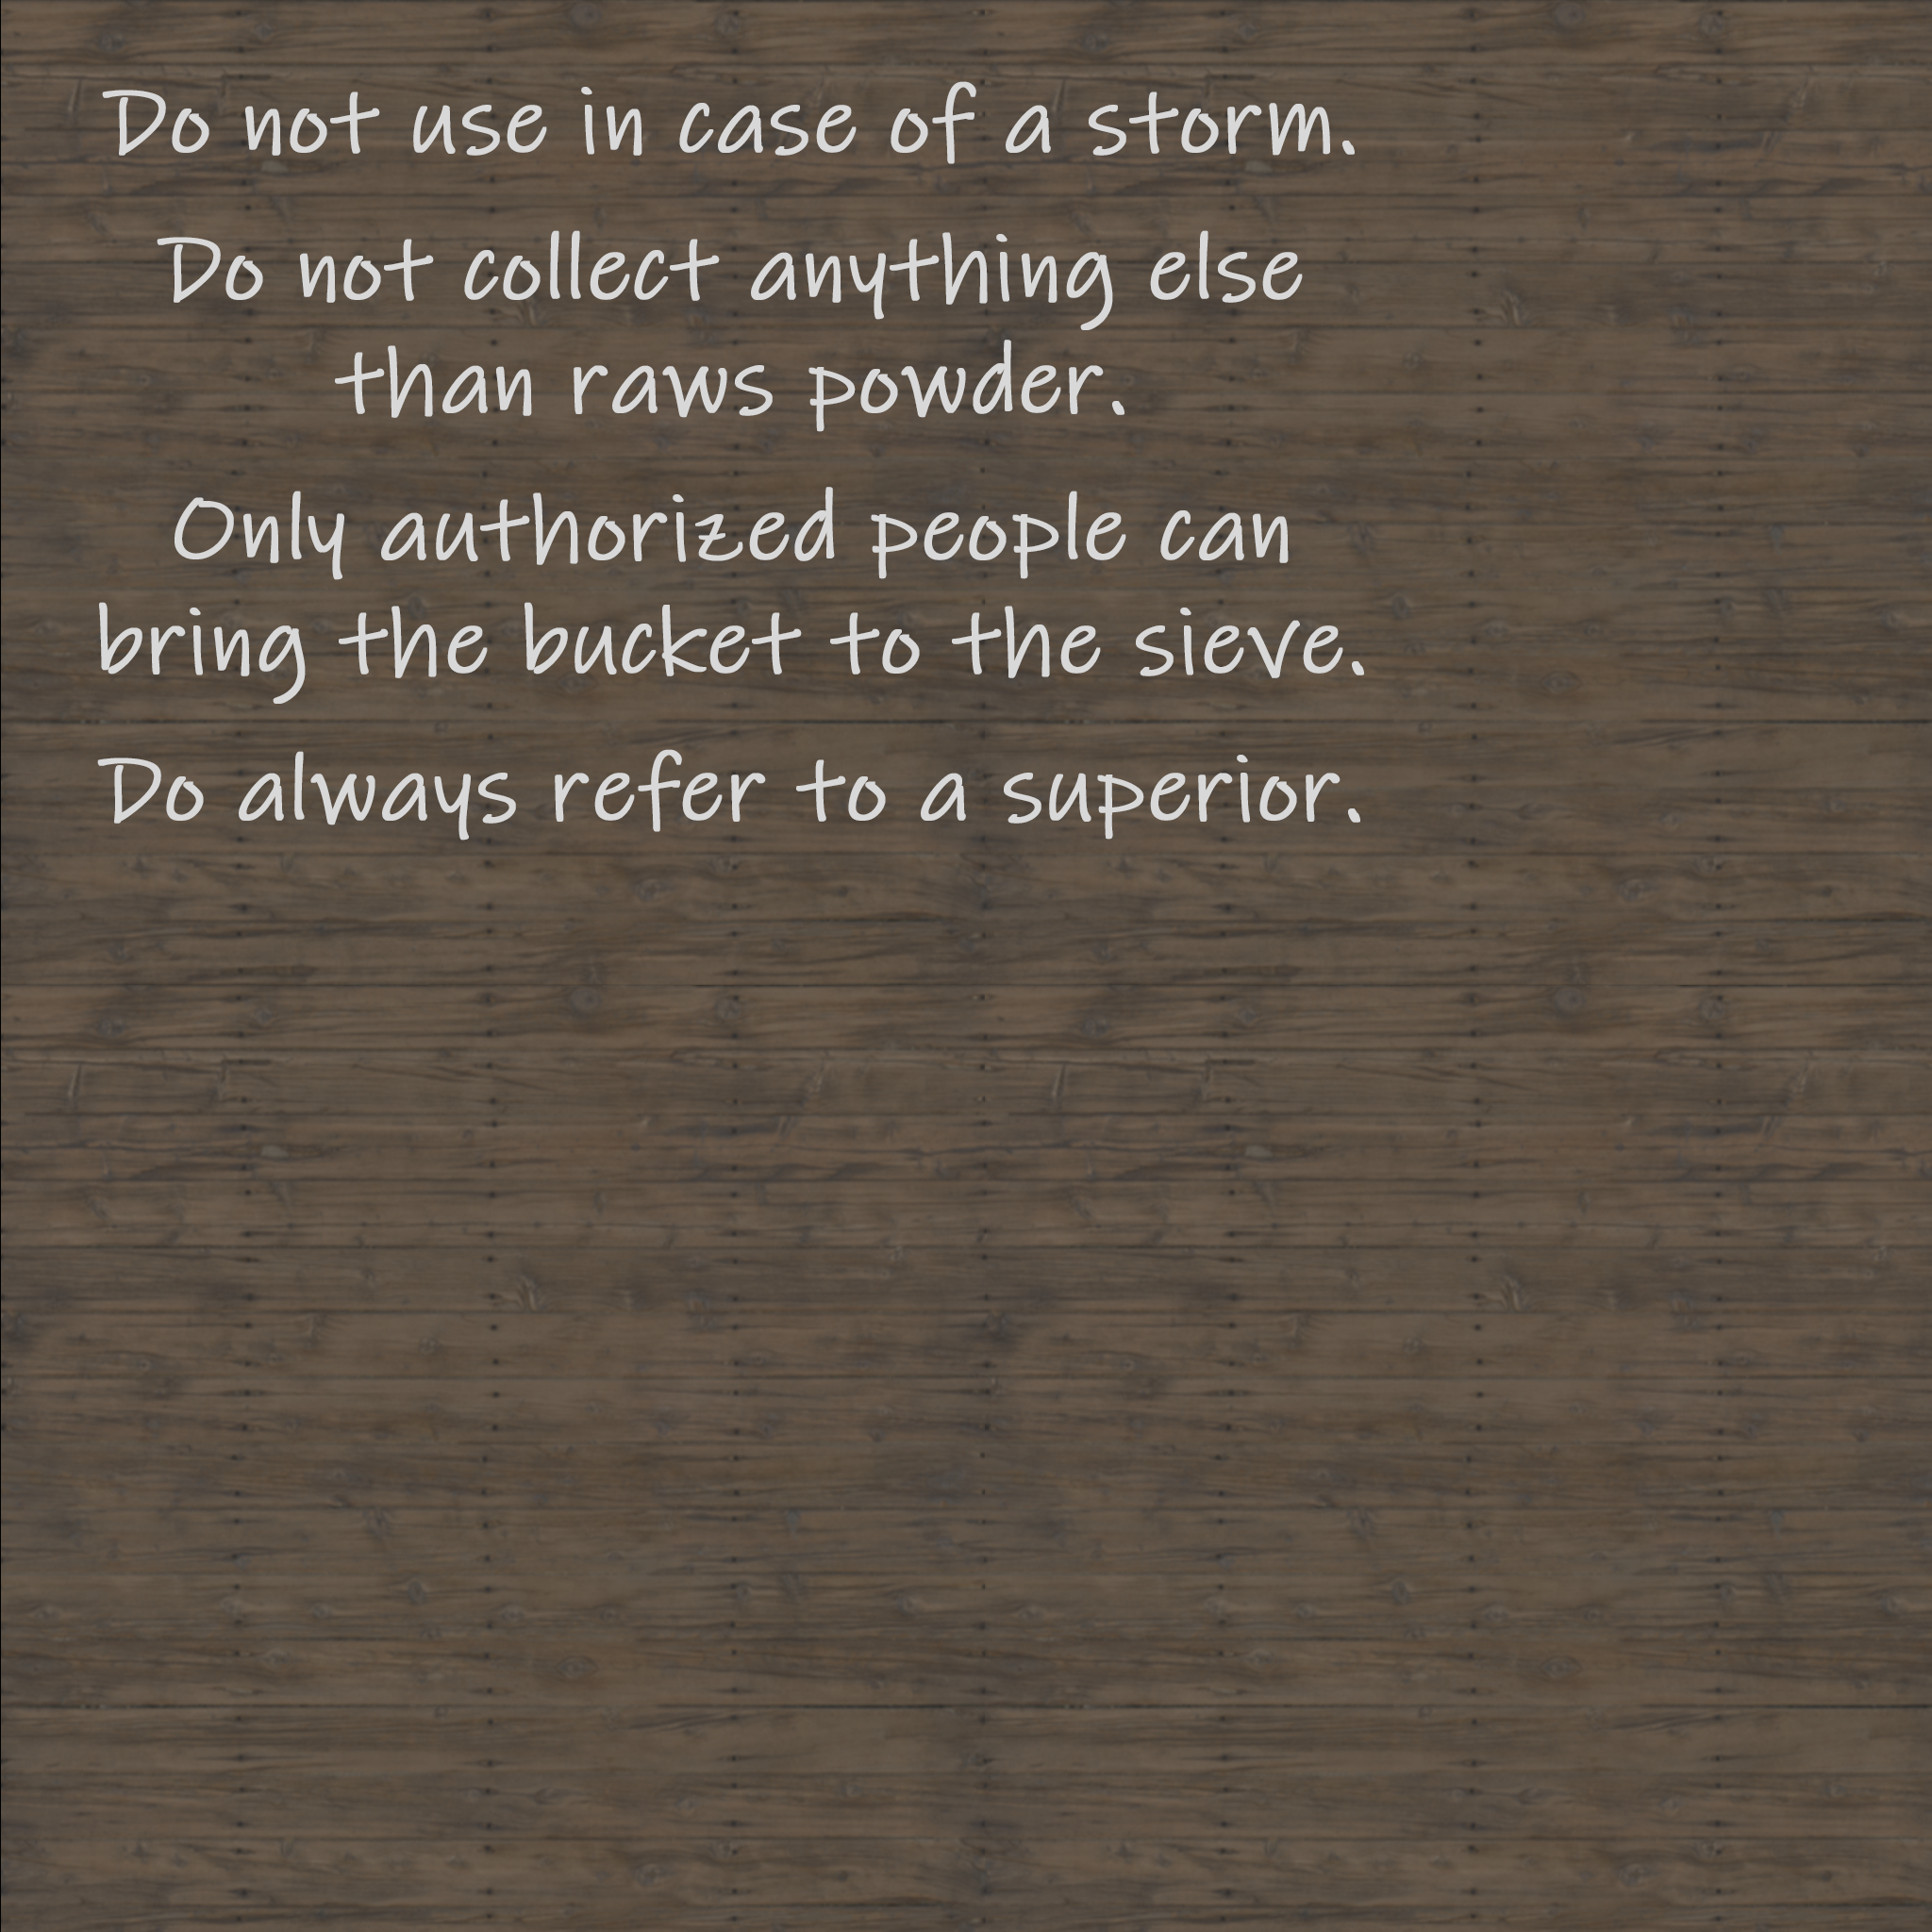 Do not use in case of a storm.
Do not collect anything else
than raws powder.
Only authorized people can
bring the bucket to the sieve.
Do always refer to a superior.